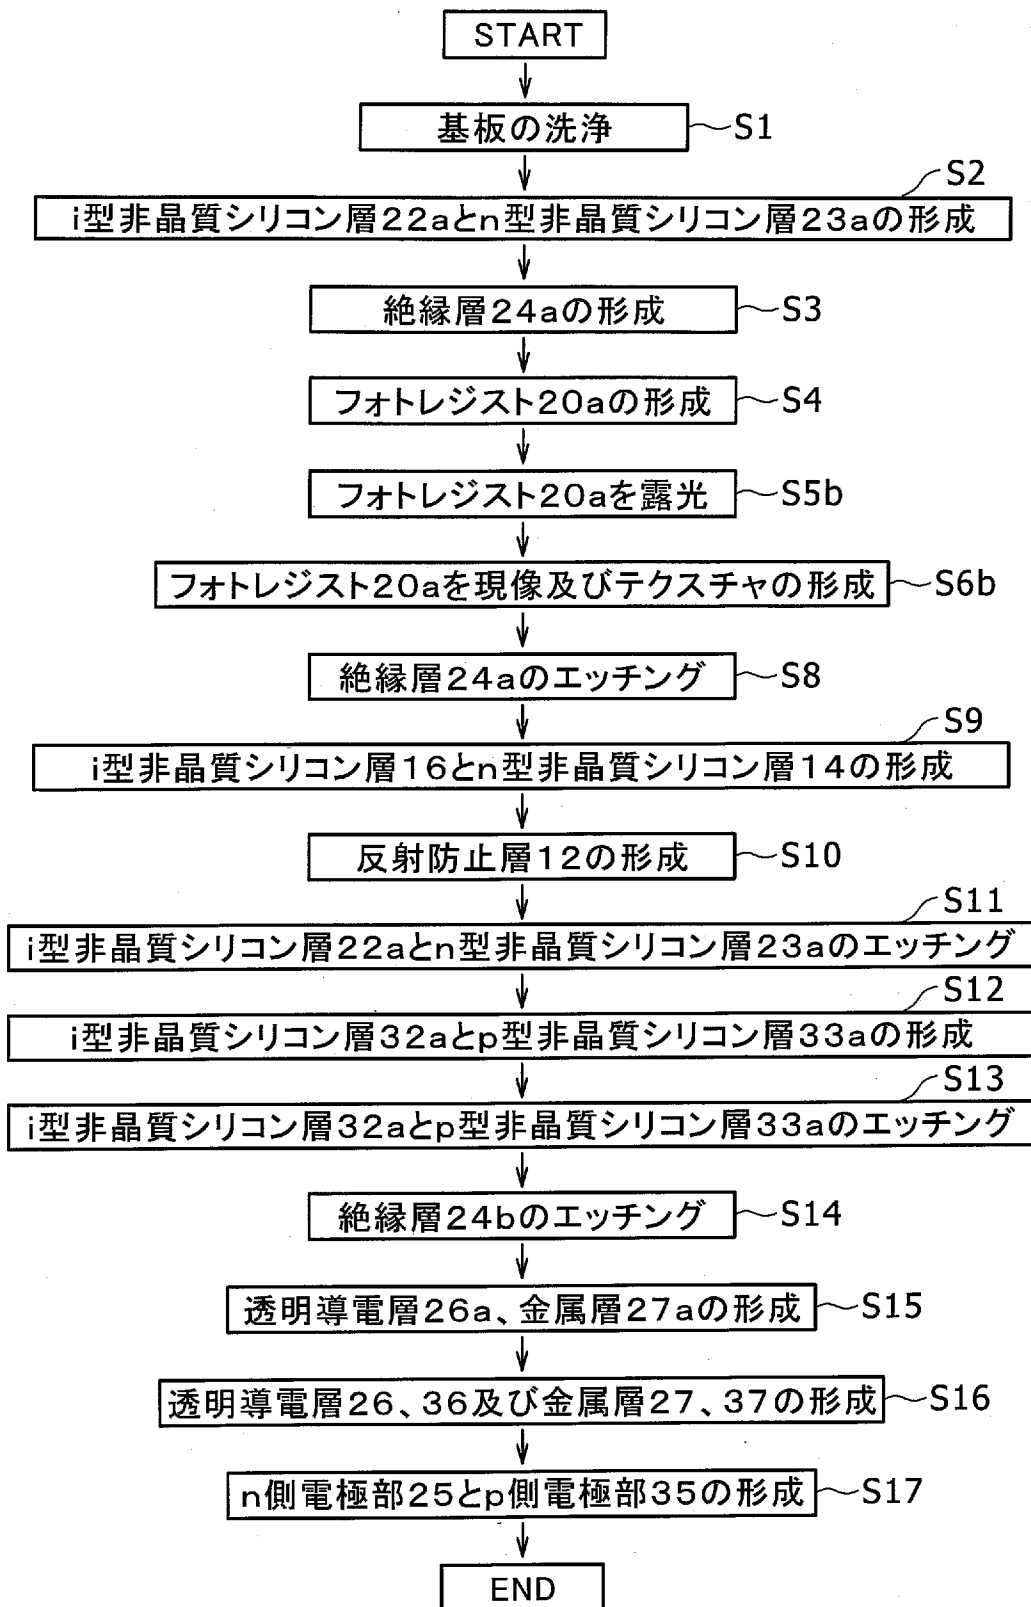 START
基板の洗浄 S1
S2
i型非晶質シリコン層22aとn型非晶質シリコン層23aの形成
絶縁層24aの形成 S3
フォトレジスト20aの形成 S4
フォトレジスト20aを露光 S5b
フォトレジスト20aを現像及びテクスチャの形成 S6b
絶縁層24aのエッチング S8
S9
i型非晶質シリコン層16とn型非晶質シリコン層14の形成
反射防止層12の形成 S10
S11
i型非晶質シリコン層22aとn型非晶質シリコン層23aのエッチング
S12
i型非晶質シリコン層32aとp型非晶質シリコン層33aの形成
S13
i型非晶質シリコン層32aとp型非晶質シリコン層33aのエッチング
絶縁層24bのエッチング S14
透明導電層26a、金属層27aの形成 S15
透明導電層26、36及び金属層27、37の形成 S16
n側電極部25とp側電極部35の形成 S17
END